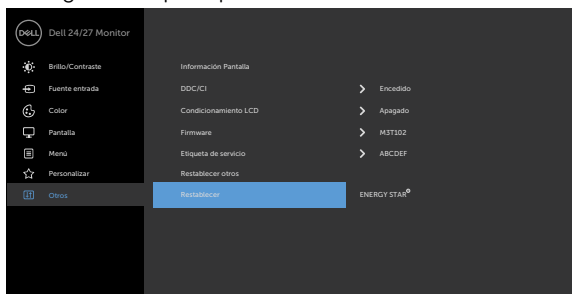 DELL Dell 24/27 Monitor
Brillo/Contraste Información Pantalla
Fuente entrada DDC/CI Encedido
Color Condicionamiento LCD Apagado
Pantalla Firmware M3T102
Menú Etiqueta de servicio ABCDEF
Personalizar Restablecer otros
Otros Restablecer ENERGY STAR®